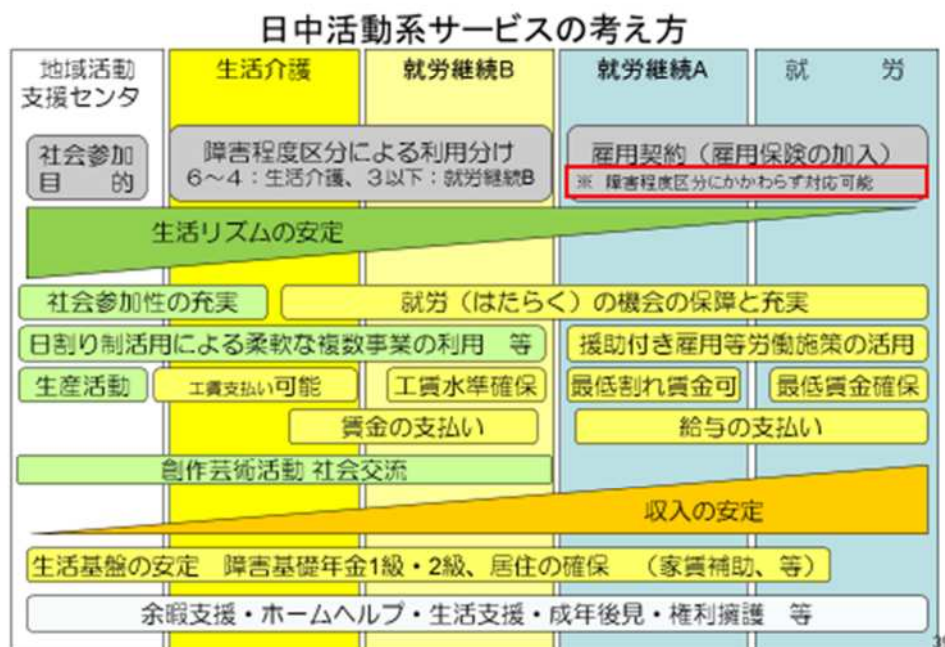 日中活動系サービスの考え方
地域活動
支援センタ
生活介護
就労継続B
就労継続A
就　労
社会参加
目　的
障害程度区分による利用分け
6～4：生活介護、3以下：就労継続B
雇用契約（雇用保険の加入）
※ 障害程度区分にかかわらず対応可能
生活リズムの安定
社会参加性の充実
就労（はたらく）の機会の保障と充実
日割り制活用による柔軟な複数事業の利用　等
援助付き雇用等労働施策の活用
生産活動
工賃支払い可能
工賃水準確保
最低割れ賃金可
最低賃金確保
賃金の支払い
給与の支払い
創作芸術活動 社会交流
収入の安定
生活基盤の安定　障害基礎年金1級・2級、居住の確保　（家賃補助、等）
余暇支援・ホームヘルプ・生活支援・成年後見・権利擁護　等